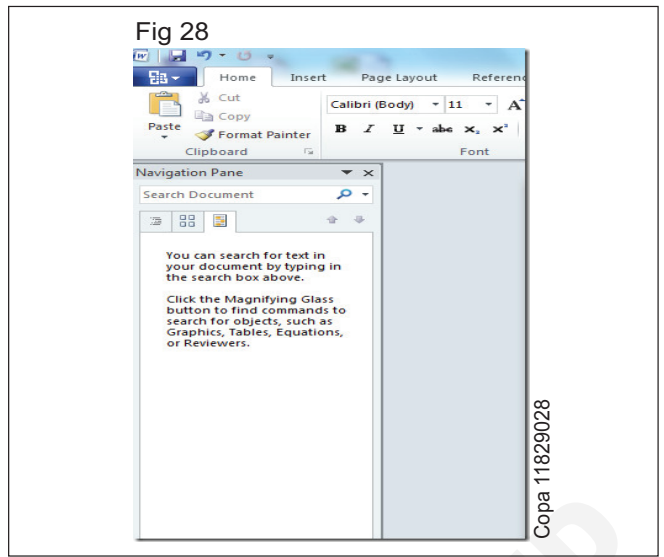 Fig 28
Home Insert Page Layout Referenc
Cut
Copy
Paste
Format Painter
Clipboard
Calibri (Body) 11 A
B I U abc X₂ X²
Font
Navigation Pane
Search Document
You can search for text in
your document by typing in
the search box above.
Click the Magnifying Glass
button to find commands to
search for objects, such as
Graphics, Tables, Equations,
or Reviewers.
Copa 11829028